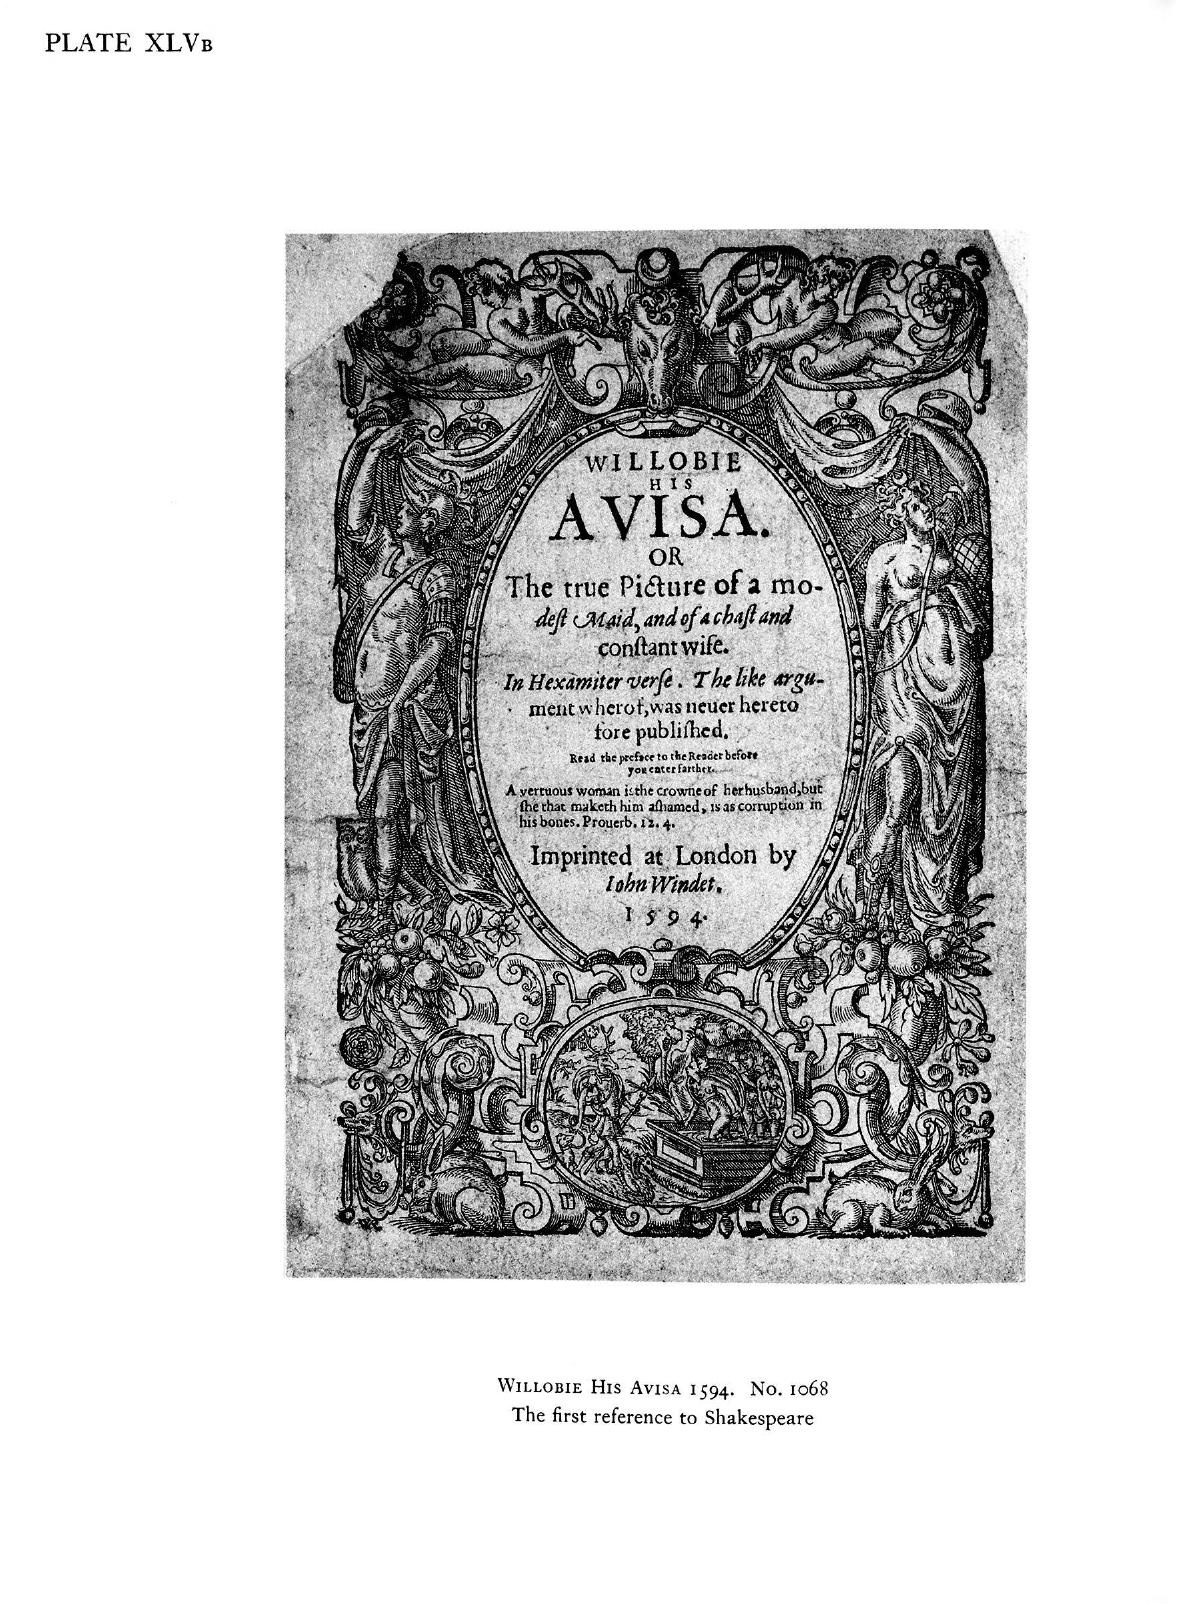 PLATE XLVB
WILLOBIE
HIS
AVISA.
OR
The true Picture of a mo-
deſt Maid, and of a chaſt and
conſtant wife.
In Hexamiter verſe. The like argu-
ment wherof, was neuer hereto
fore publiſhed.
Read the preface to the Reader before
you enter farther.
A vertuous woman is the crowne of her husband, but
ſhe that maketh him aſhamed, is as corruption in
his bones. Prouerb. 12. 4.
Imprinted at London by
Iohn Windet.
1594.
WILLOBIE HIS AVISA 1594. No. 1068
The first reference to Shakespeare